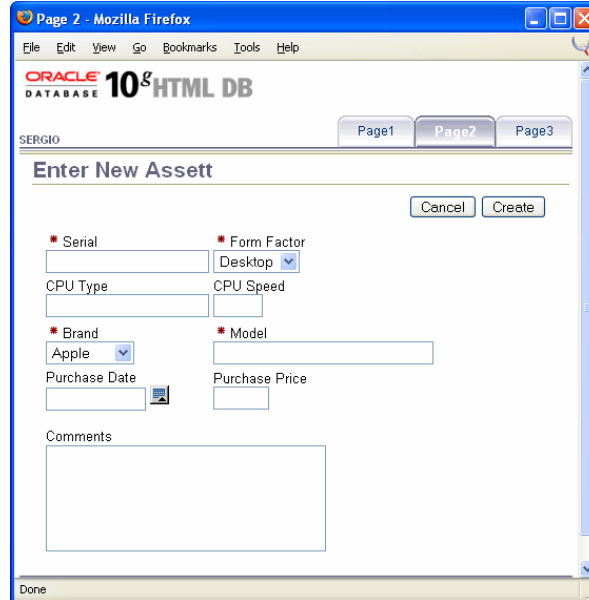 Page 2 - Mozilla Firefox
File Edit View Go Bookmarks Tools Help
ORACLE DATABASE 10g HTML DB
Page1 Page2 Page3
SERGIO
Enter New Assett
Cancel Create
* Serial * Form Factor
Desktop
CPU Type CPU Speed
* Brand * Model
Apple
Purchase Date Purchase Price
Comments
Done